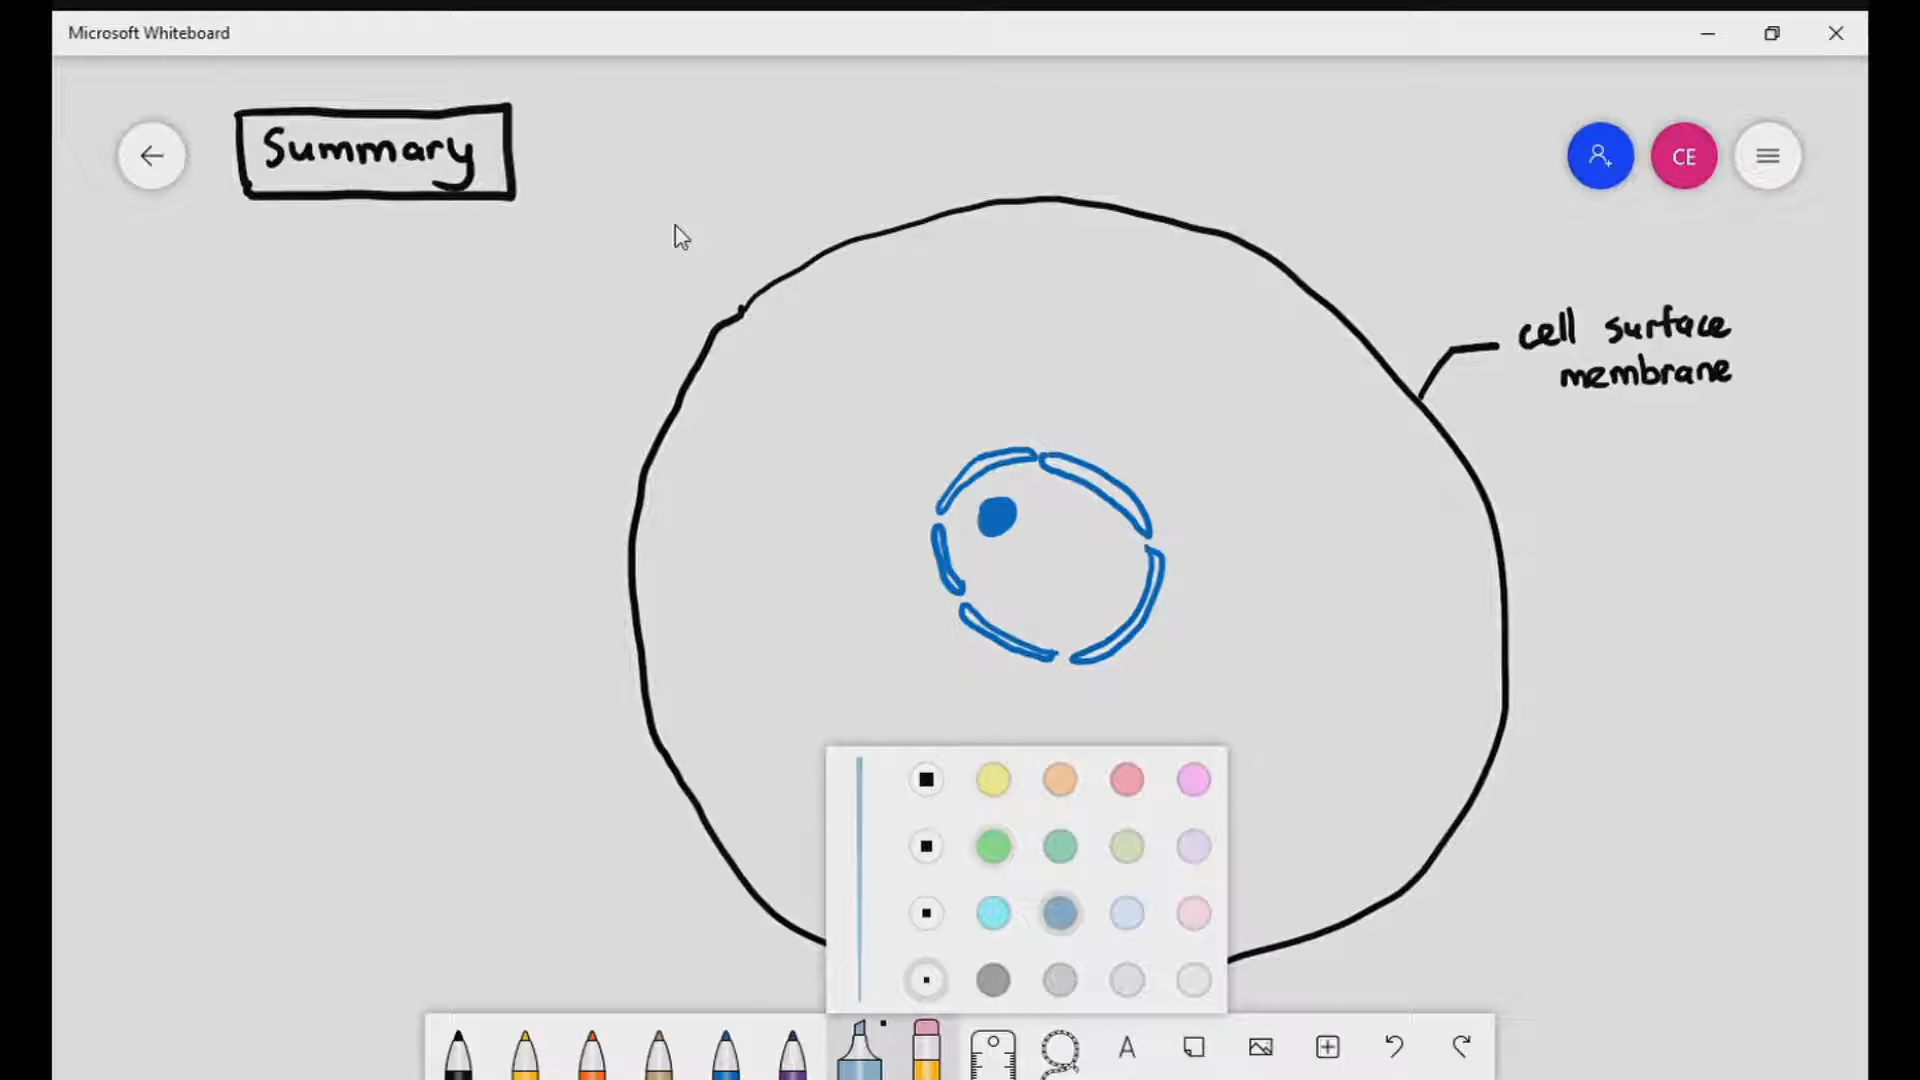 Microsoft Whiteboard
Summary
CE
cell surface
membrane
A